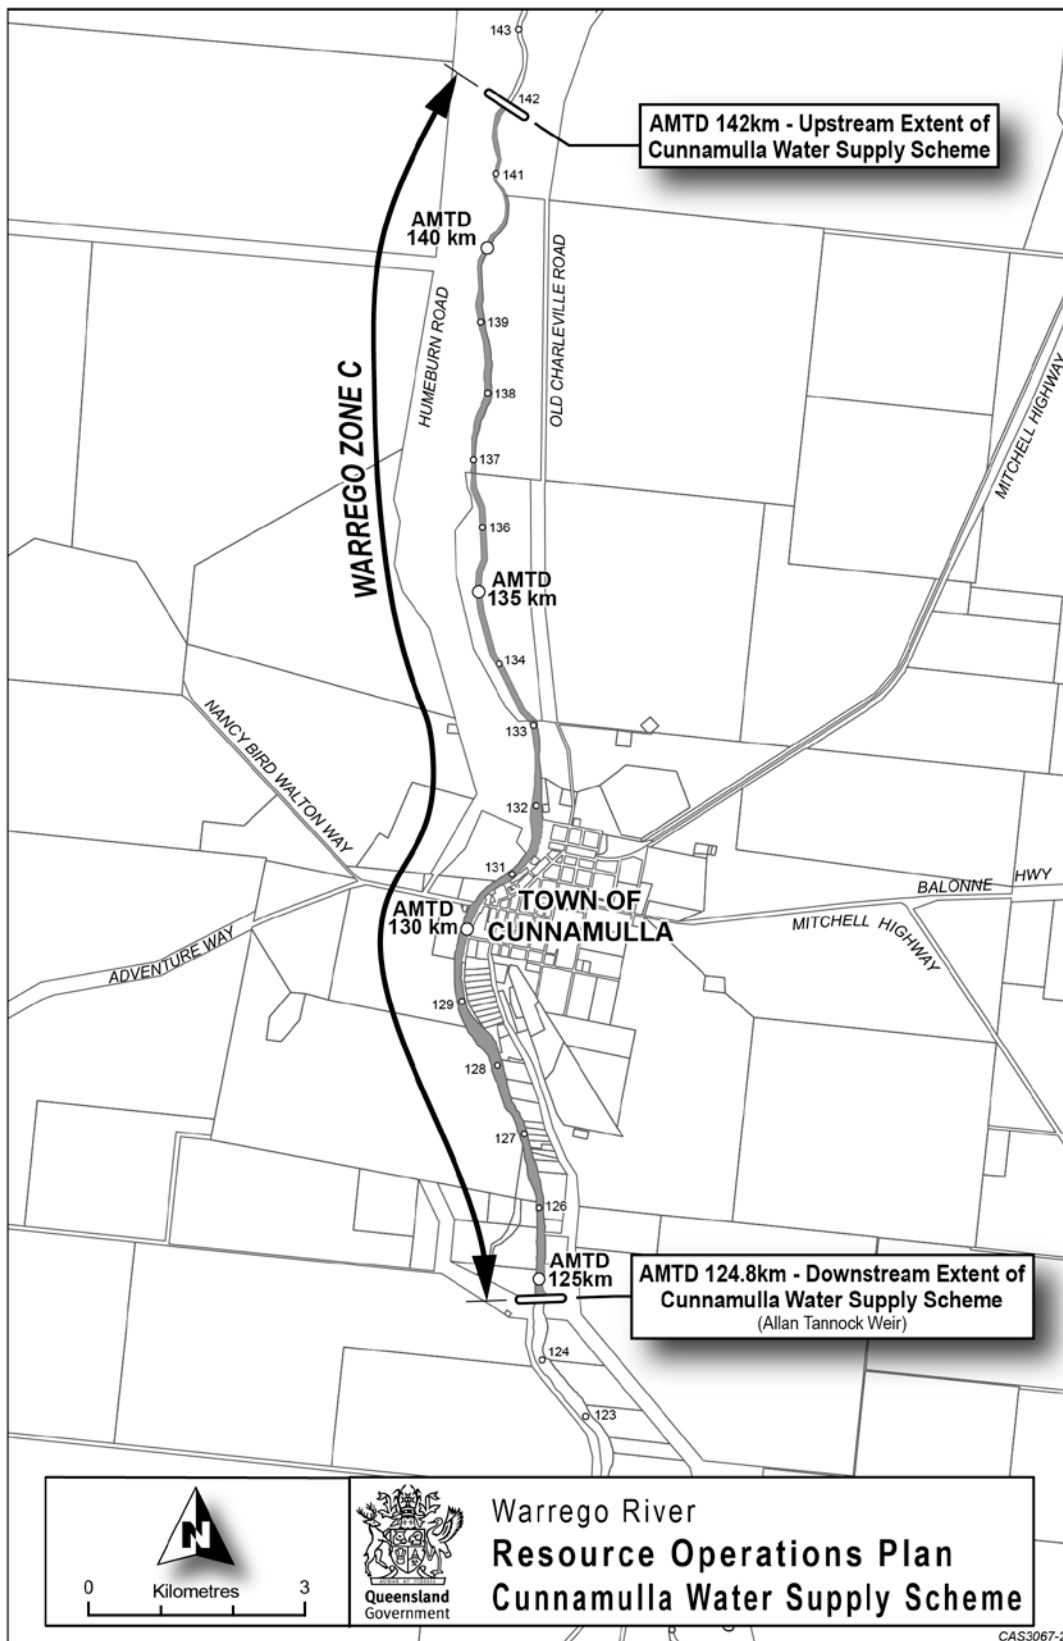 143
142
AMTD 142km - Upstream Extent of
Cunnamulla Water Supply Scheme
141
AMTD
140 km
139
HUMEBURN ROAD
OLD CHARLEVILLE ROAD
138
MITCHELL HIGHWAY
WARREGO ZONE C
137
136
AMTD
135 km
134
133
NANCY BIRD WALTON WAY
132
131
BALONNE HWY
TOWN OF
CUNNAMULLA
AMTD
130 km
MITCHELL HIGHWAY
ADVENTURE WAY
129
128
127
126
AMTD
125km
AMTD 124.8km - Downstream Extent of
Cunnamulla Water Supply Scheme
(Allan Tannock Weir)
124
123
N
0 Kilometres 3
Queensland
Government
Warrego River
Resource Operations Plan
Cunnamulla Water Supply Scheme